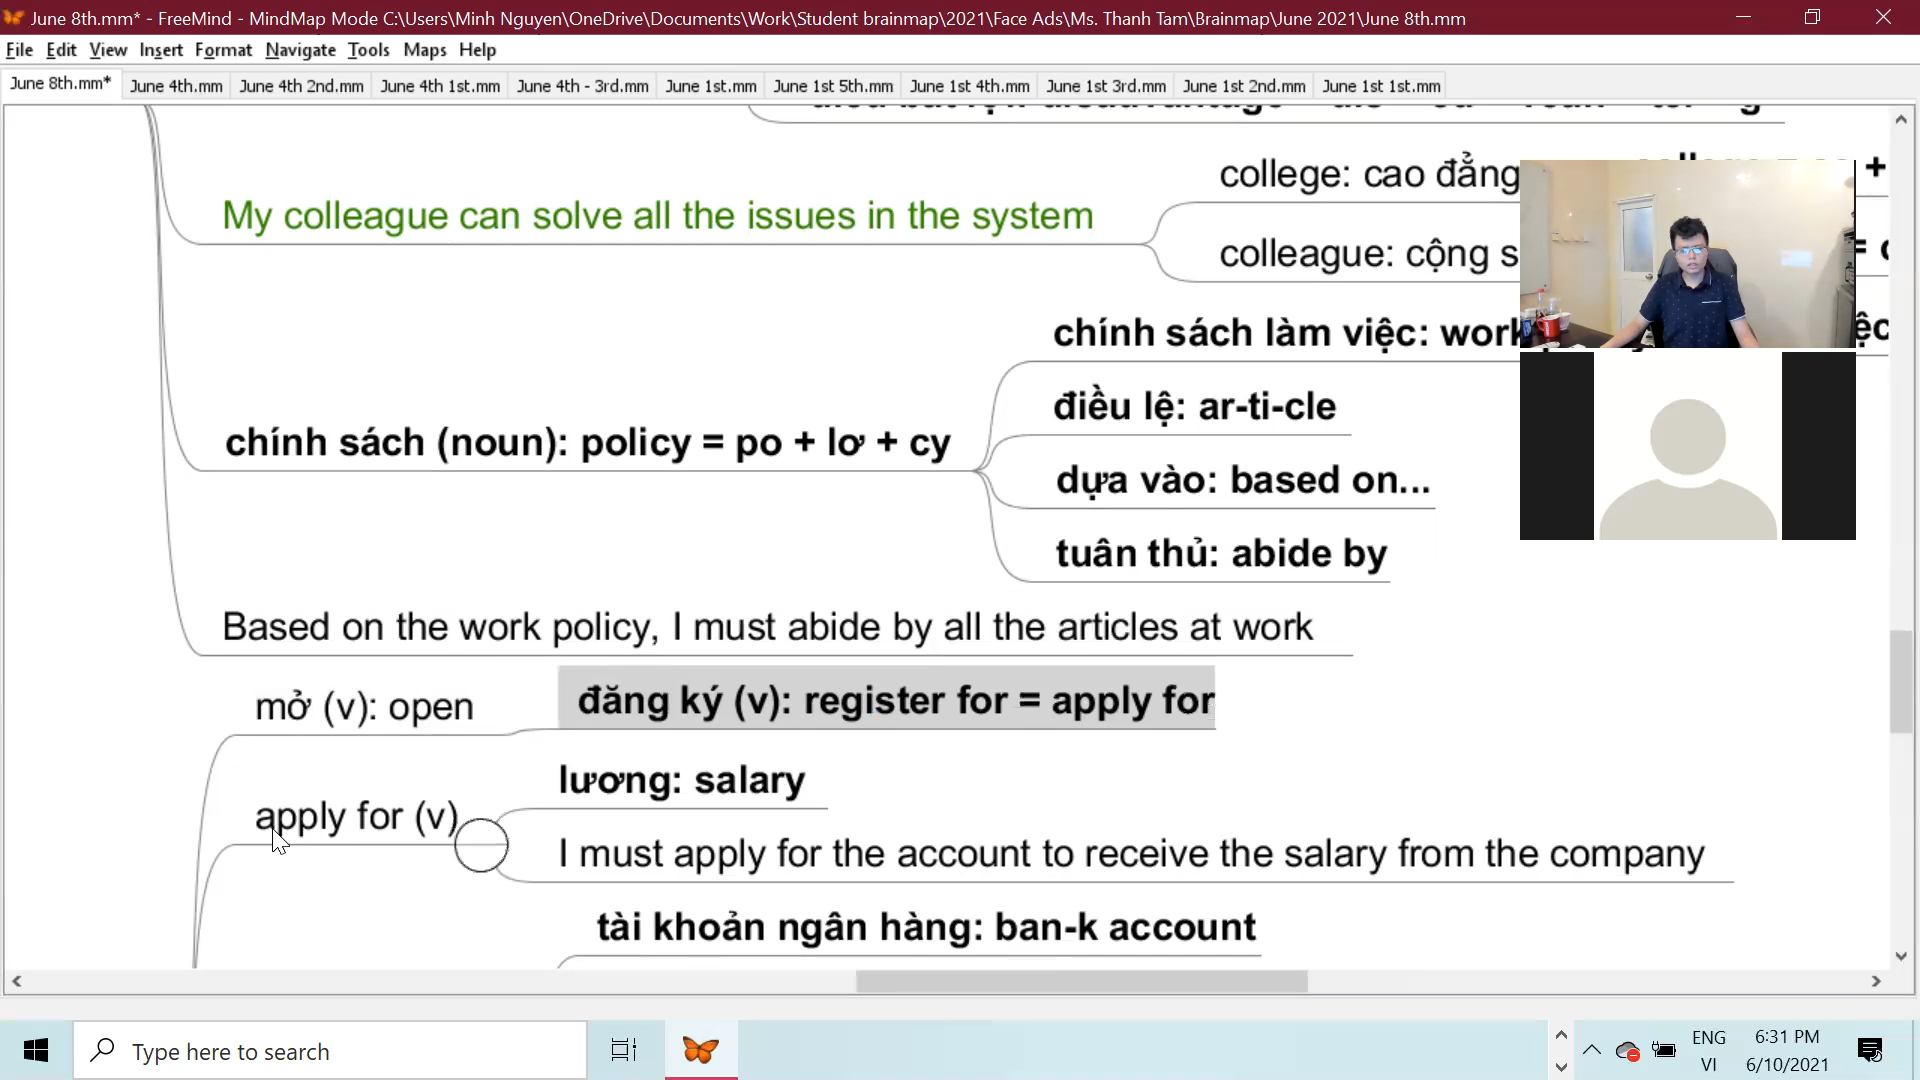 June 8th.mm* - FreeMind - MindMap Mode C:\Users\Minh Nguyen\OneDrive\Documents\Work\Student brainmap\2021\Face Ads\Ms. Thanh Tam\Brainmap\June 2021\June 8th.mm
File Edit View Insert Format Navigate Tools Maps Help
June 8th.mm* June 4th.mm June 4th 2nd.mm June 4th 1st.mm June 4th - 3rd.mm June 1st.mm June 1st 5th.mm June 1st 4th.mm June 1st 3rd.mm June 1st 2nd.mm June 1st 1st.mm
college: cao đẳng
+
My colleague can solve all the issues in the system
colleague: cộng
chính sách làm việc:
điều lệ: ar-ti-cle
chính sách (noun): policy = po + lơ + cy
dựa vào: based on...
tuân thủ: abide by
Based on the work policy, I must abide by all the articles at work
mở (v): open
đăng ký (v): register for = apply for
lương: salary
apply for (v)
I must apply for the account to receive the salary from the company
tài khoản ngân hàng: ban-k account
Type here to search
ENG
VI
6:31 PM
6/10/2021